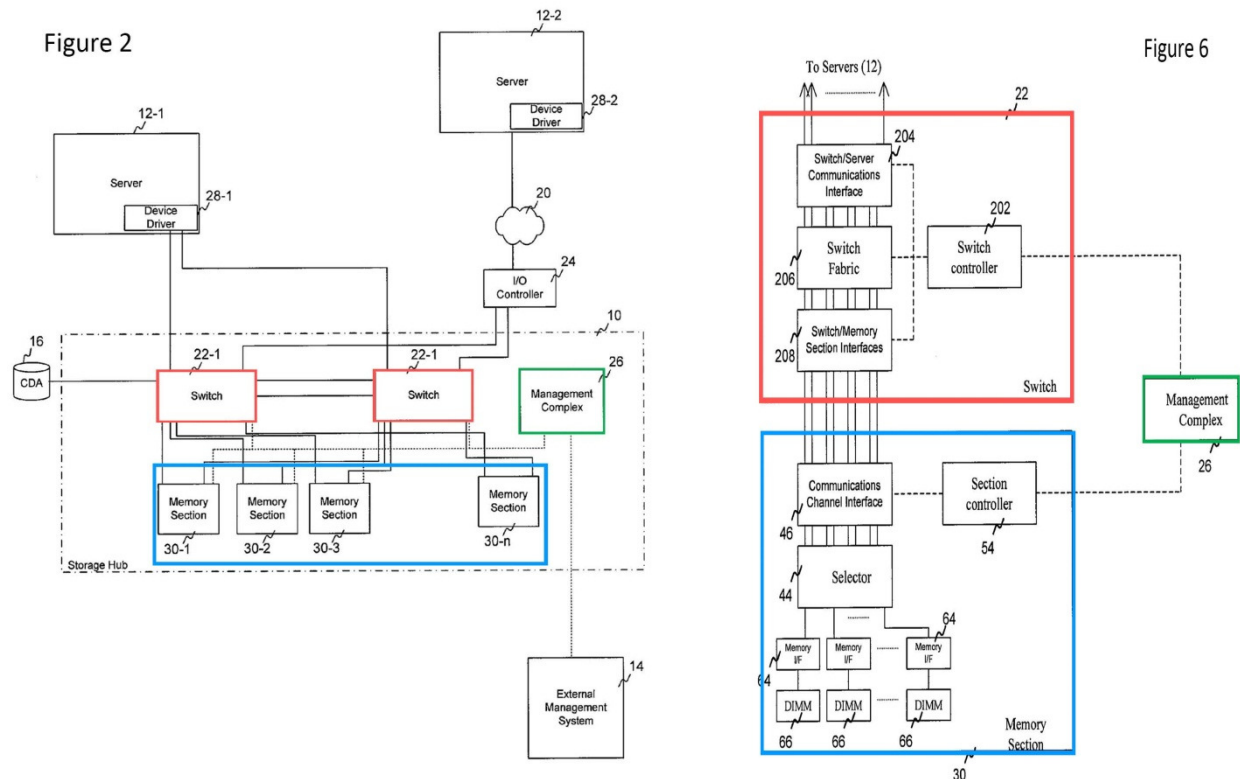 Figure 2
12-1
Server
Device
Driver
28-1
12-2
Server
Device
Driver
28-2
20
24
I/O
Controller
10
16
CDA
22-1
Switch
22-1
Switch
26
Management
Complex
Memory
Section
30-1
Memory
Section
30-2
Memory
Section
30-3
Memory
Section
30-n
Storage Hub
14
External
Management
System
Figure 6
To Servers (12)
22
204
Switch/Server
Communications
Interface
202
Switch
controller
206
Switch
Fabric
208
Switch/Memory
Section Interfaces
Switch
Management
Complex
26
Communications
Channel Interface
46
Section
controller
54
Selector
44
64
Memory
I/F
Memory
I/F
Memory
I/F
64
DIMM
DIMM
DIMM
66
66
66
Memory
Section
30